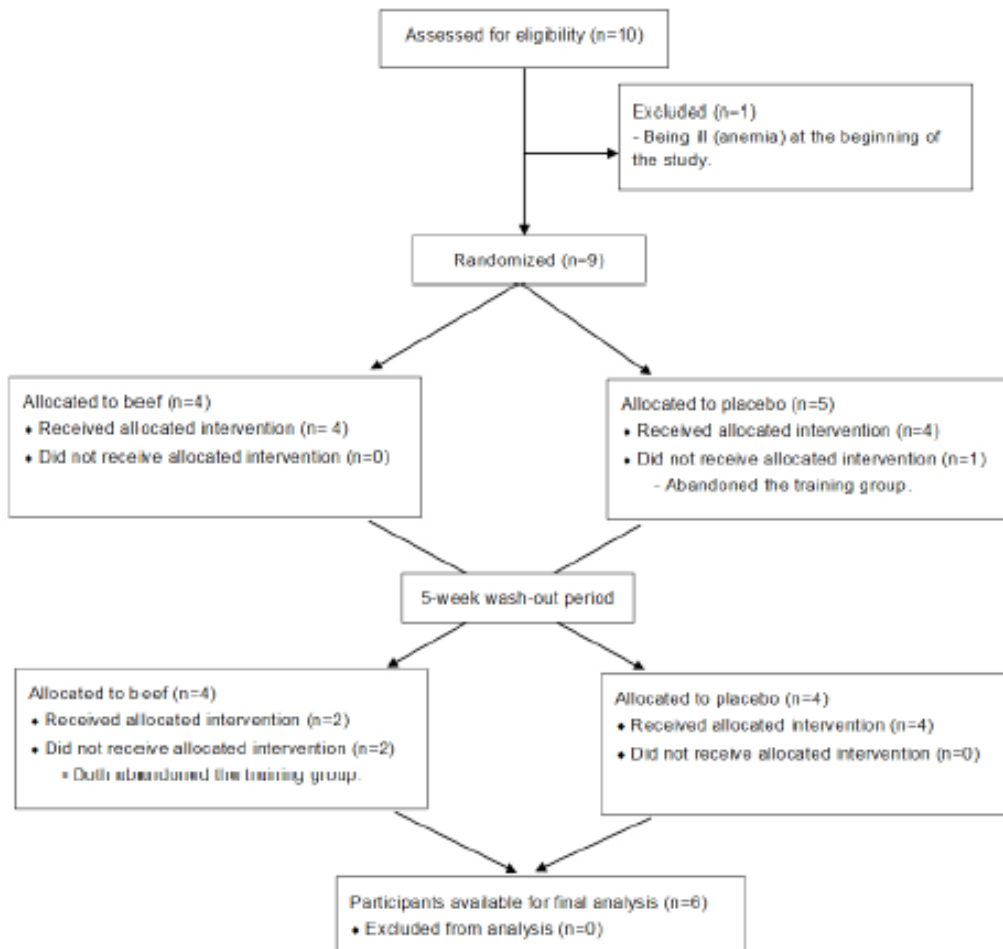 Assessed for eligibility (n=10)
Excluded (n=1)
- Being ill (anemia) at the beginning of
the study.
Randomized (n=9)
Allocated to beef (n=4)
♦ Received allocated intervention (n= 4)
♦ Did not receive allocated intervention (n=0)
Allocated to placebo (n=5)
♦ Received allocated intervention (n=4)
♦ Did not receive allocated intervention (n=1)
- Abandoned the training group.
5-week wash-out period
Allocated to beef (n=4)
♦ Received allocated intervention (n=2)
♦ Did not receive allocated intervention (n=2)
abandoned the training group.
Allocated to placebo (n=4)
♦ Received allocated intervention (n=4)
♦ Did not receive allocated intervention (n=0)
Participants available for final analysis (n=6)
♦ Excluded from analysis (n=0)